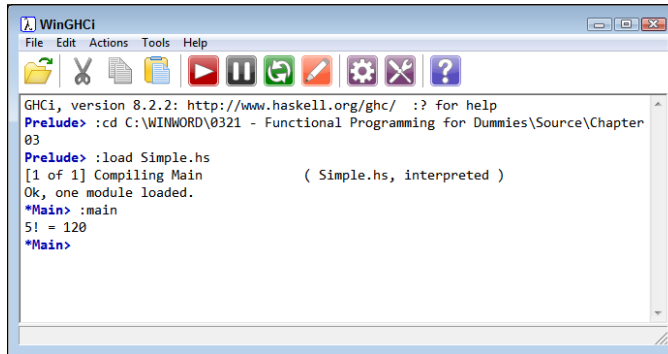 WinGHCi
File Edit Actions Tools Help
GHCi, version 8.2.2: http://www.haskell.org/ghc/ :? for help
Prelude> :cd C:\WINWORD\0321 - Functional Programming for Dummies\Source\Chapter
03
Prelude> :load Simple.hs
[1 of 1] Compiling Main ( Simple.hs, interpreted )
Ok, one module loaded.
*Main> :main
5! = 120
*Main>